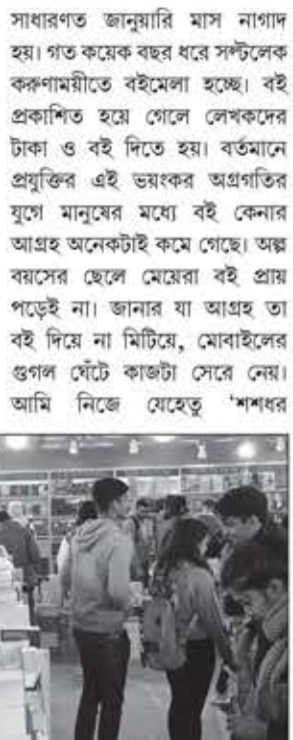 সাধারণত জানুয়ারি মাস নাগাদ
হয়। গত কয়েক বছর ধরে সল্টলেক
করুণাময়ীতে বইমেলা হচ্ছে। বই
প্রকাশিত হয়ে গেলে লেখকদের
টাকা ও বই দিতে হয়। বর্তমানে
প্রযুক্তির এই ভয়ংকর অগ্রগতির
যুগে মানুষের মধ্যে বই কেনার
আগ্রহ অনেকটাই কমে গেছে। অল্প
বয়সের ছেলে মেয়েরা বই প্রায়
পড়েই না। জানার যা আগ্রহ তা
বই দিয়ে না মিটিয়ে, মোবাইলের
গুগল ঘেঁটে কাজটা সেরে নেয়।
আমি নিজে যেহেতু ‘শশধর